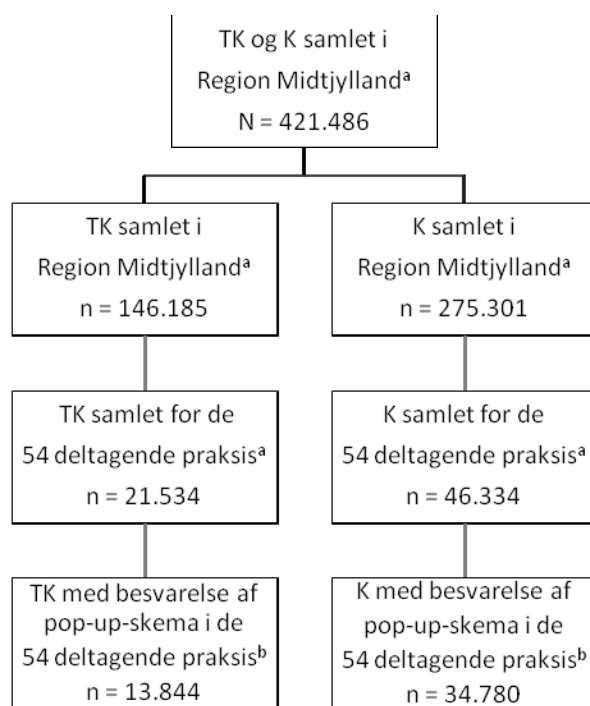 TK og K samlet i
Region Midtjyllandᵃ
N = 421.486
TK samlet i
Region Midtjyllandᵃ
n = 146.185
K samlet i
Region Midtjyllandᵃ
n = 275.301
TK samlet for de
54 deltagende praksisᵃ
n = 21.534
K samlet for de
54 deltagende praksisᵃ
n = 46.334
TK med besvarelse af
pop-up-skema i de
54 deltagende praksisᵇ
n = 13.844
K med besvarelse af
pop-up-skema i de
54 deltagende praksisᵇ
n = 34.780